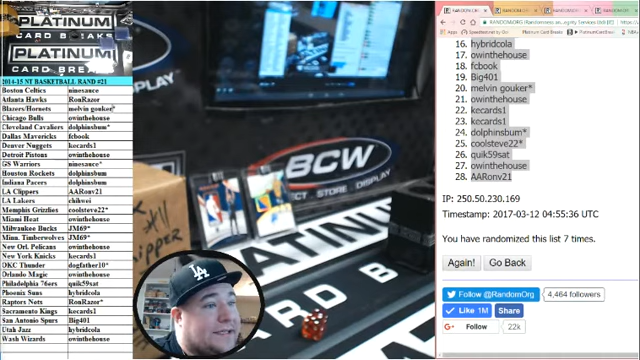 PLATINUM
CARD BREAKS
PLATINUM
CARD BREAKS
2014-15 NT BASKETBALL RAND #21
Boston Celtics ninesauce
Atlanta Hawks RonRazor
Blazers/Hornets melvin gouker*
Chicago Bulls owinthehouse
Cleveland Cavaliers dolphinsbum*
Dallas Mavericks fcbook
Denver Nuggets kecards1
Detroit Pistons owinthehouse
GS Warriors ninesauce*
Houston Rockets dolphinsbum
Indiana Pacers dolphinsbum
LA Clippers AARonv21
LA Lakers chikwei
Memphis Grizzlies coolsteve22*
Miami Heat owinthehouse
Milwaukee Bucks JM69*
Minn. Timberwolves JM69*
New Orl. Pelicans owinthehouse
New York Knicks kecards1
OKC Thunder dogfather10*
Orlando Magic owinthehouse
Philadelphia 76ers quik59sat
Phoenix Suns hybridcola
Raptors Nets RonRazor*
Sacramento Kings kecards1
San Antonio Spurs Big401
Utah Jazz hybridcola
Wash Wizards owinthehouse
BCW
CT. STORE. DISPLAY.
LA
16. hybridcola
17. owinthehouse
18. fcbook
19. Big401
20. melvin gouker*
21. owinthehouse
22. kecards1
23. kecards1
24. dolphinsbum*
25. coolsteve22*
26. quik59sat
27. owinthehouse
28. AARonv21
IP: 250.50.230.169
Timestamp: 2017-03-12 04:55:36 UTC
You have randomized this list 7 times.
Again! Go Back
Follow @RandomOrg 4,464 followers
Like 1M Share
G+ Follow 22k